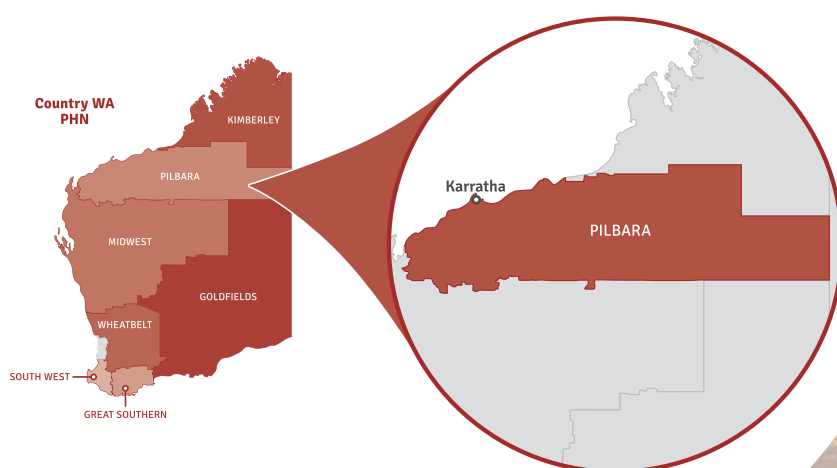 Country WA
PHN
KIMBERLEY
PILBARA
MIDWEST
GOLDFIELDS
WHEATBELT
SOUTH WEST
GREAT SOUTHERN
Karratha
PILBARA